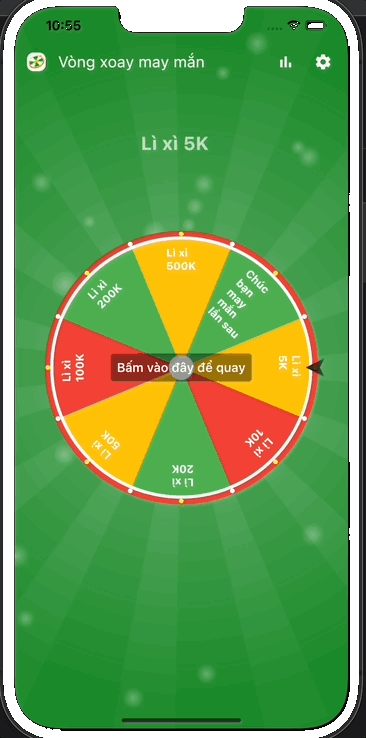 10:55
Vòng xoay may mắn
Lì xì 5K
Lì xì
500K
Chúc
bạn
may
mắn
lần sau
Lì xì
200K
Lì xì
5K
Lì xì
100K
Bấm vào đây để quay
Lì xì
10K
Lì xì
50K
Lì xì
20K